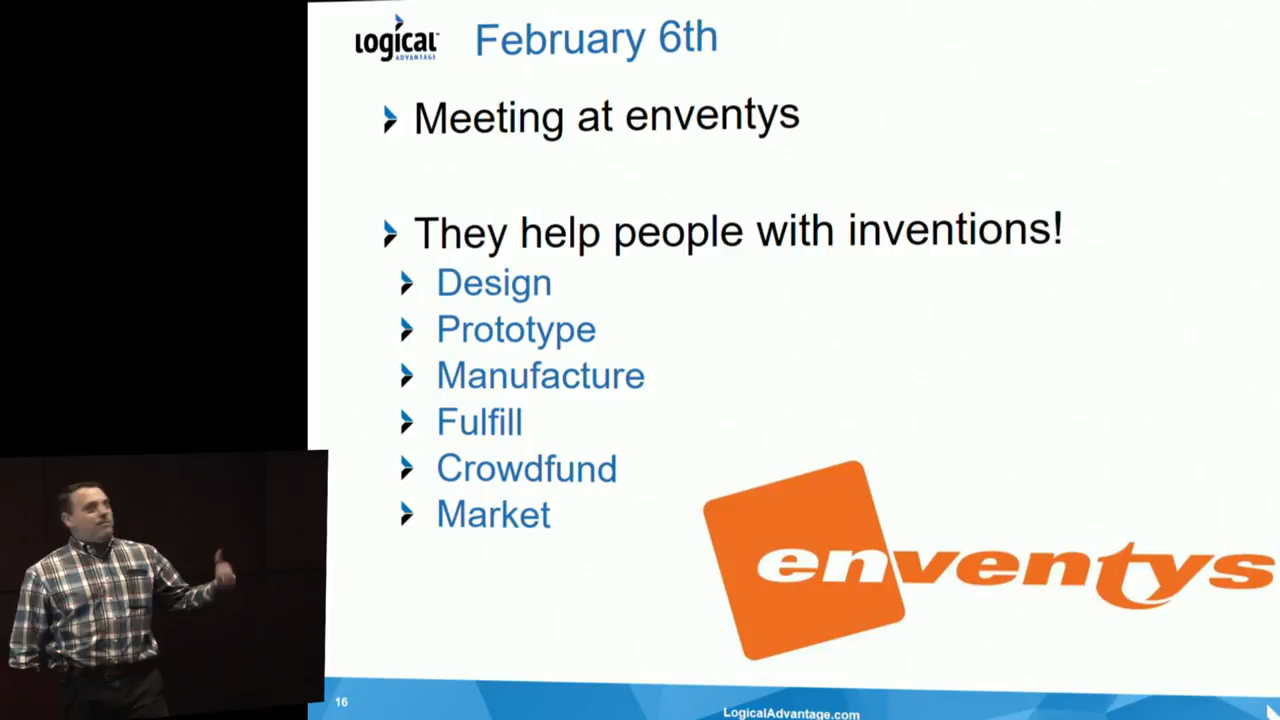 logical
ADVANTAGE
February 6th
Meeting at enventys
They help people with inventions!
Design
Prototype
Manufacture
Fulfill
Crowdfund
Market
enventys
16
LogicalAdvantage.com